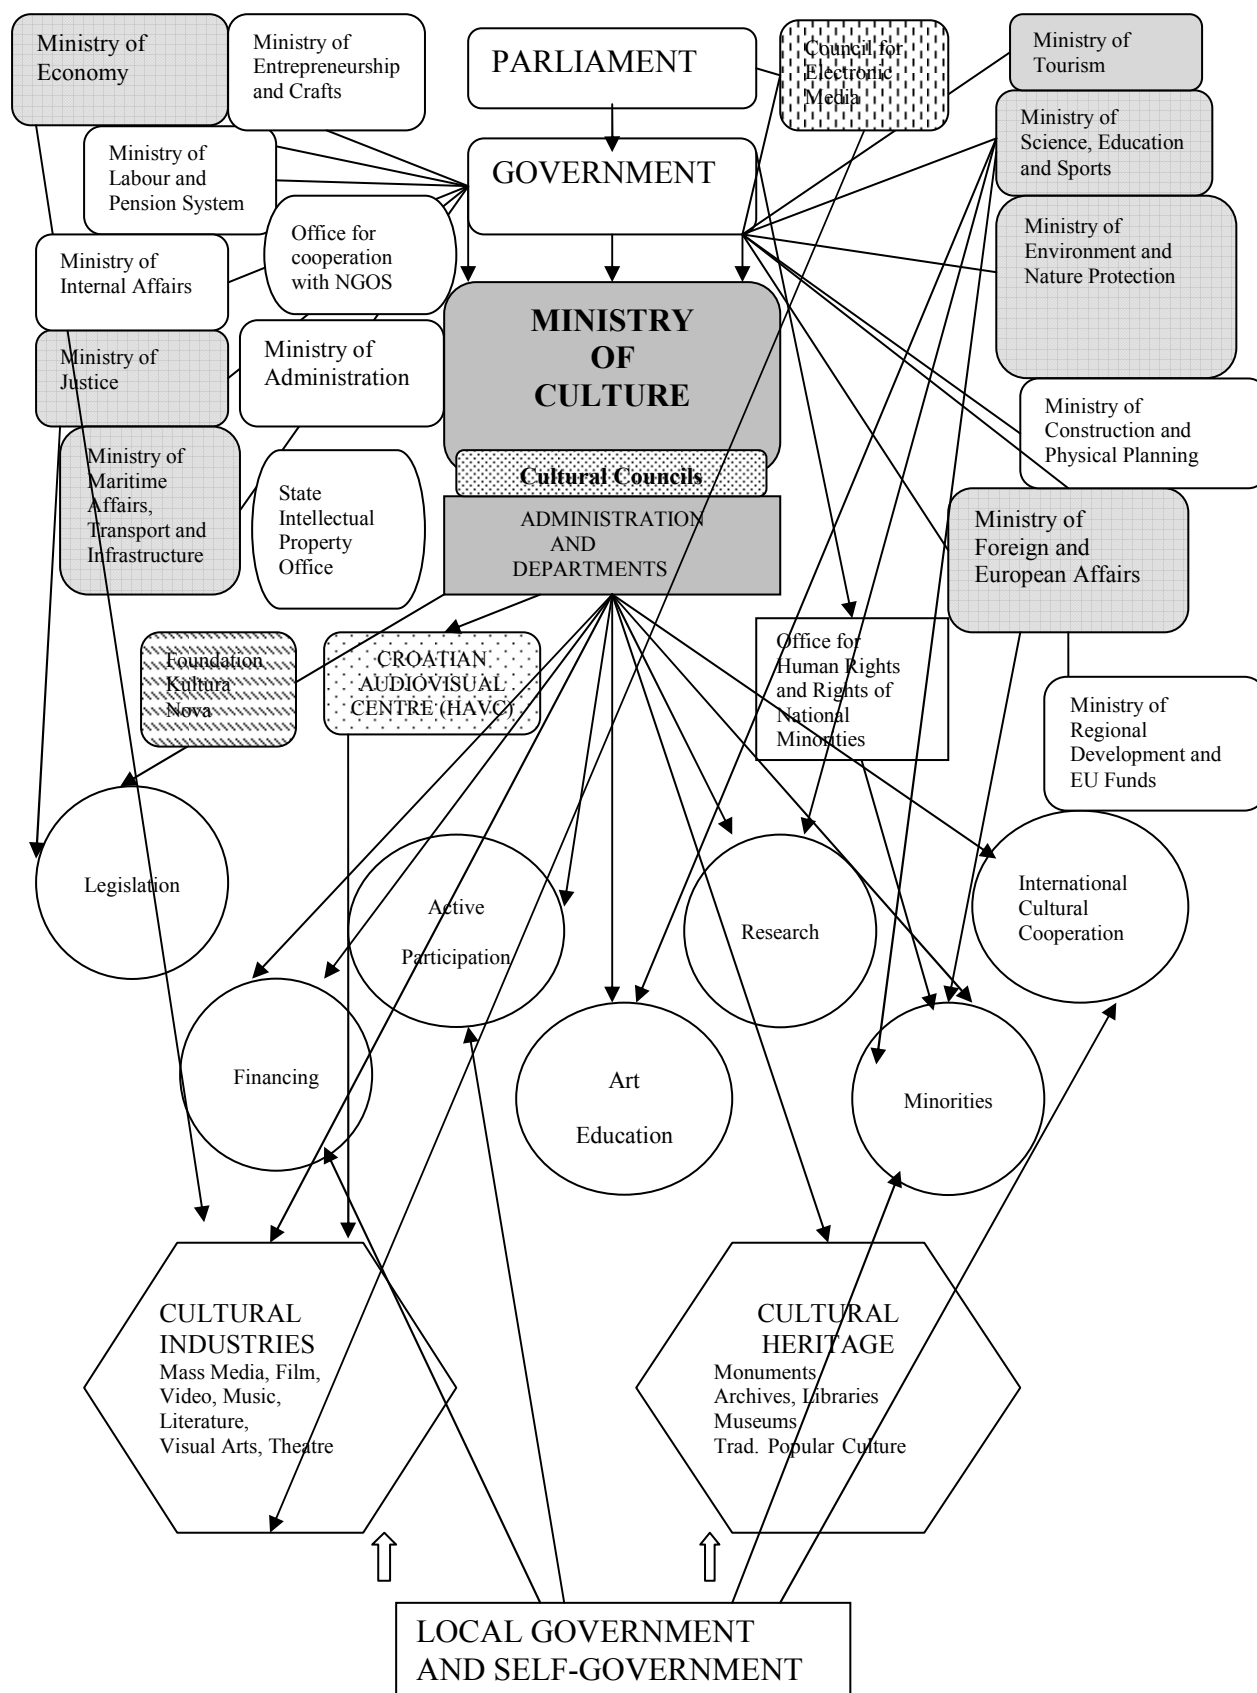 Ministry of
Economy
Ministry of
Entrepreneurship
and Crafts
PARLIAMENT
Council for
Electronic
Media
Ministry of
Tourism
Ministry of
Labour and
Pension System
GOVERNMENT
Ministry of
Science, Education
and Sports
Office for
cooperation
with NGOS
Ministry of
Internal Affairs
Ministry of
Environment and
Nature Protection
Ministry of
Justice
Ministry of
Administration
MINISTRY
OF
CULTURE
Ministry of
Construction and
Physical Planning
Ministry of
Maritime
Affairs,
Transport and
Infrastructure
State
Intellectual
Property
Office
Cultural Councils
ADMINISTRATION
AND
DEPARTMENTS
Ministry of
Foreign and
European Affairs
Foundation
Kultura
Nova
CROATIAN
AUDIOVISUAL
CENTRE (HAVC)
Office for
Human Rights
and Rights of
National
Minorities
Ministry of
Regional
Development and
EU Funds
Legislation
Active
Participation
Research
International
Cultural
Cooperation
Financing
Art
Education
Minorities
CULTURAL
INDUSTRIES
Mass Media, Film,
Video, Music,
Literature,
Visual Arts, Theatre
CULTURAL
HERITAGE
Monuments
Archives, Libraries
Museums
Trad. Popular Culture
LOCAL GOVERNMENT
AND SELF-GOVERNMENT